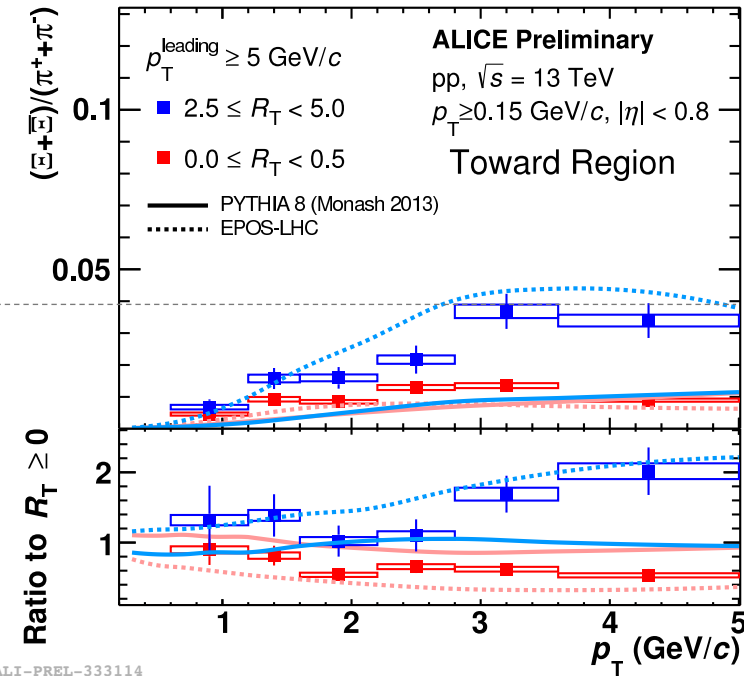 (Ξ+Ξ̅)/(π⁺+π⁻)
0.1
0.05
p_T^leading ≥ 5 GeV/c
2.5 ≤ R_T < 5.0
0.0 ≤ R_T < 0.5
PYTHIA 8 (Monash 2013)
EPOS-LHC
ALICE Preliminary
pp, √s = 13 TeV
p_T≥0.15 GeV/c, |η| < 0.8
Toward Region
Ratio to R_T ≥ 0
2
1
1 2 3 4 5
p_T (GeV/c)
ALI-PREL-333114